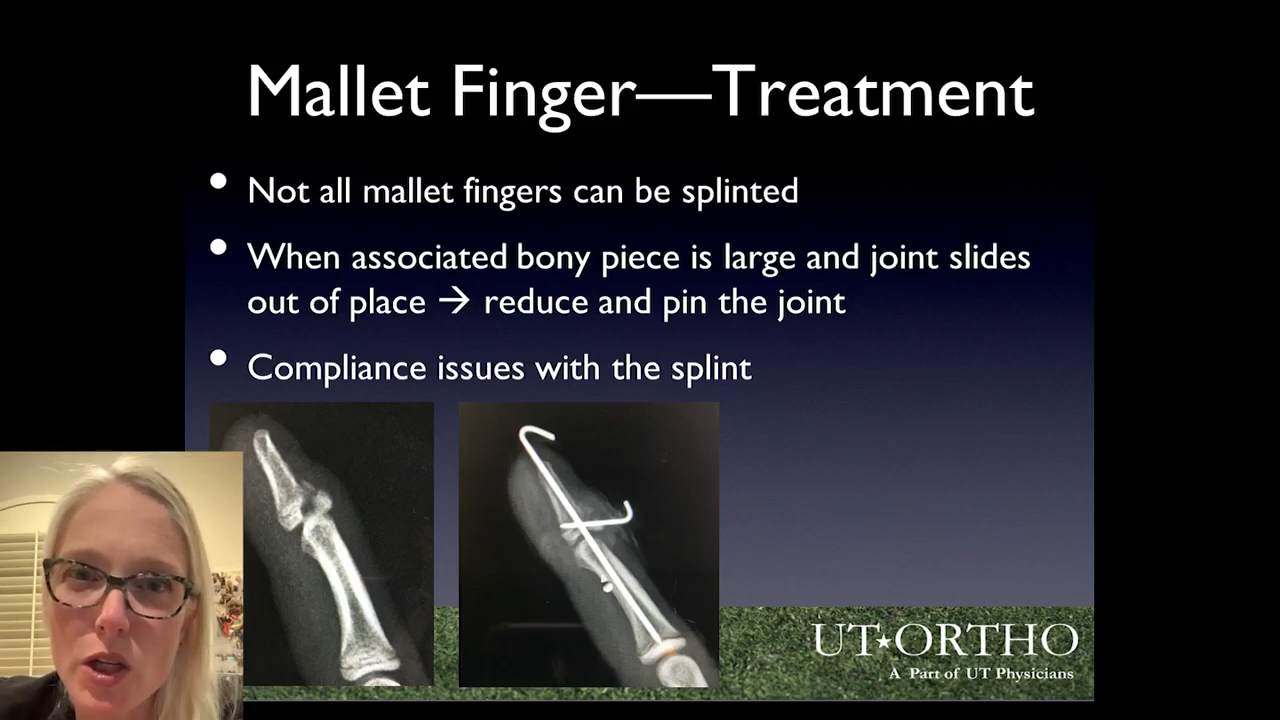 Mallet Finger—Treatment
• Not all mallet fingers can be splinted
• When associated bony piece is large and joint slides
out of place → reduce and pin the joint
• Compliance issues with the splint
UT★ORTHO
A Part of UT Physicians